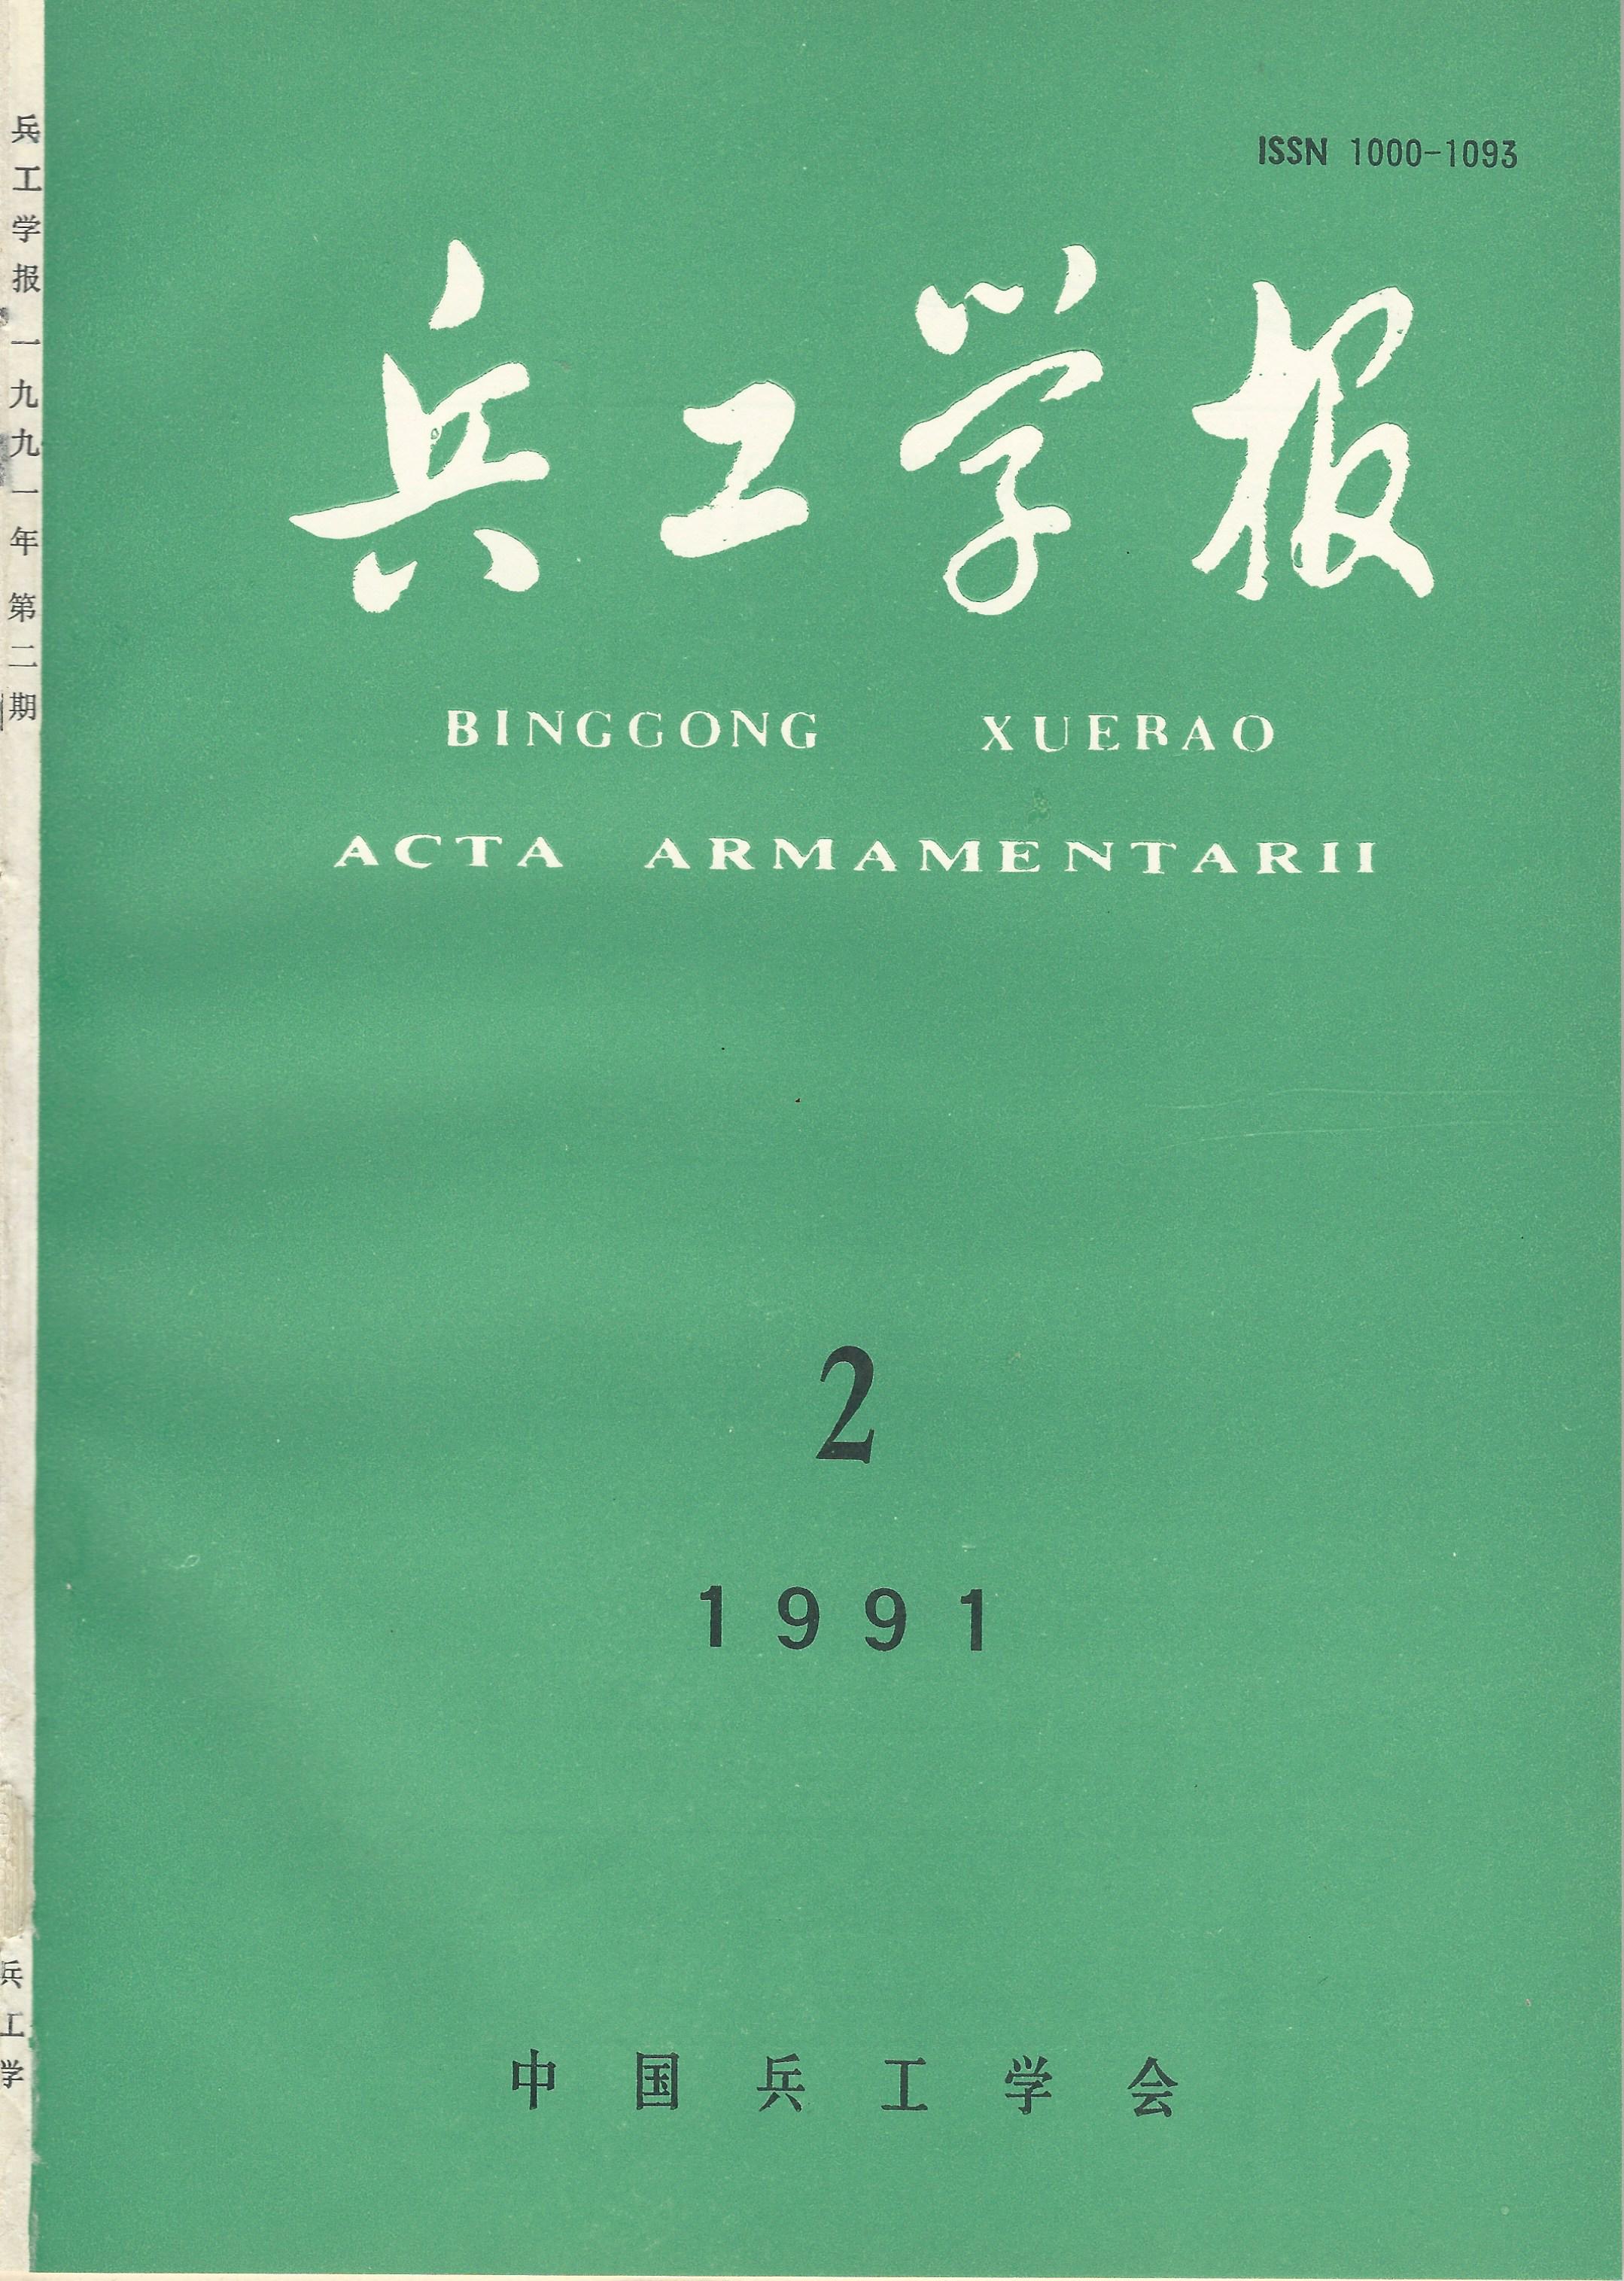 ISSN 1000-1093
兵工学报
BINGGONG XUEBAO
ACTA ARMAMENTARII
2
1991
中国兵工学会
兵工学报一九九一年第二期
兵工学